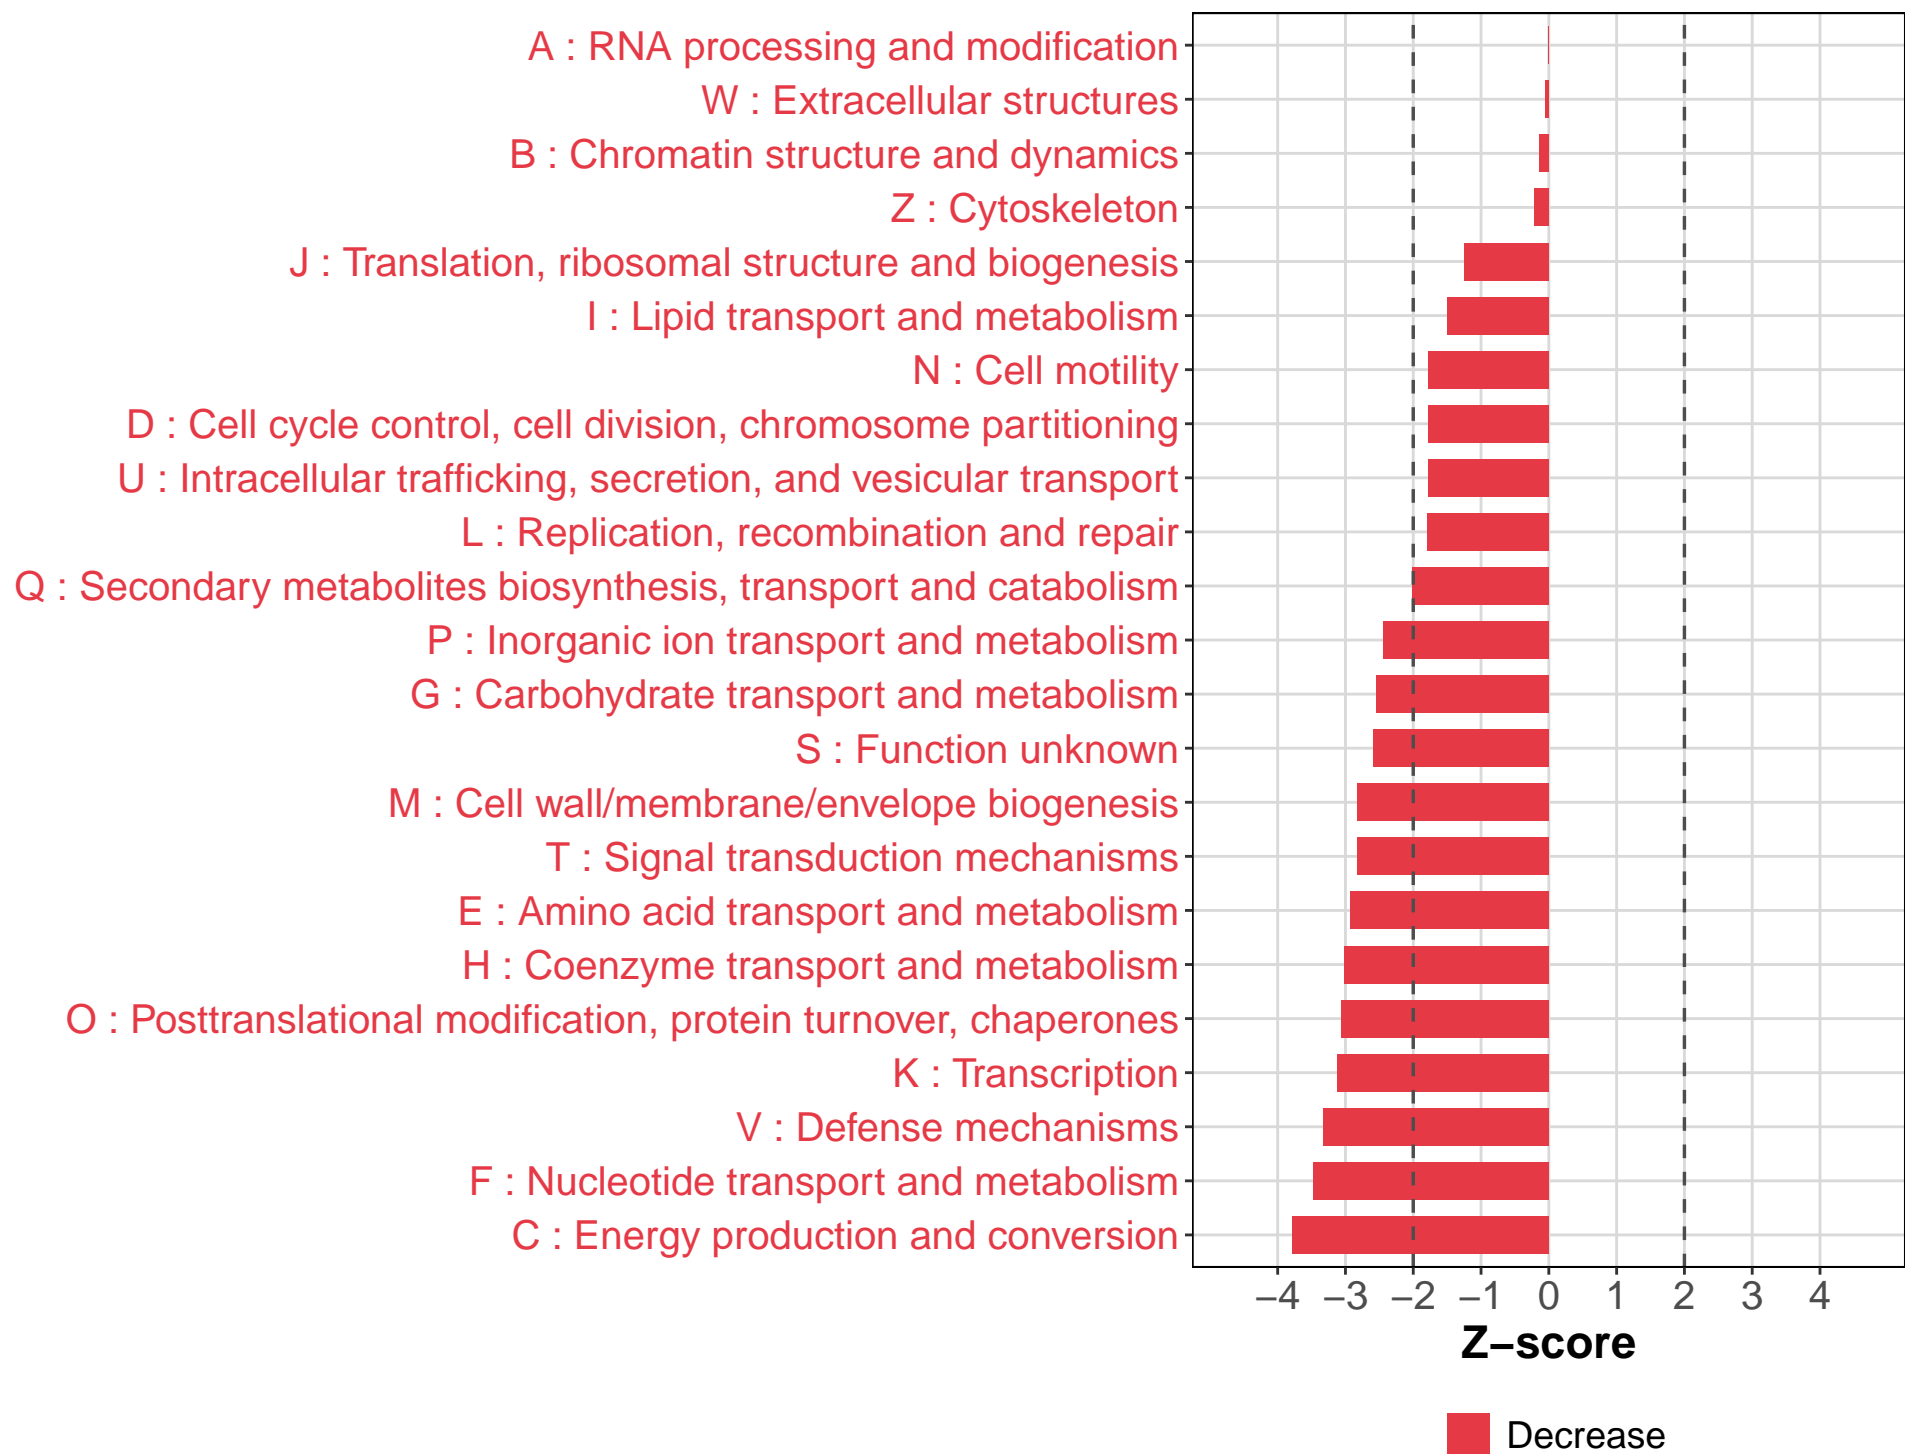 A : RNA processing and modification
W : Extracellular structures
B : Chromatin structure and dynamics
Z : Cytoskeleton
J : Translation, ribosomal structure and biogenesis
I : Lipid transport and metabolism
N : Cell motility
D : Cell cycle control, cell division, chromosome partitioning
U : Intracellular trafficking, secretion, and vesicular transport
L : Replication, recombination and repair
Q : Secondary metabolites biosynthesis, transport and catabolism
P : Inorganic ion transport and metabolism
G : Carbohydrate transport and metabolism
S : Function unknown
M : Cell wall/membrane/envelope biogenesis
T : Signal transduction mechanisms
E : Amino acid transport and metabolism
H : Coenzyme transport and metabolism
O : Posttranslational modification, protein turnover, chaperones
K : Transcription
V : Defense mechanisms
F : Nucleotide transport and metabolism
C : Energy production and conversion
−4 −3 −2 −1 0 1 2 3 4
Z−score
Decrease